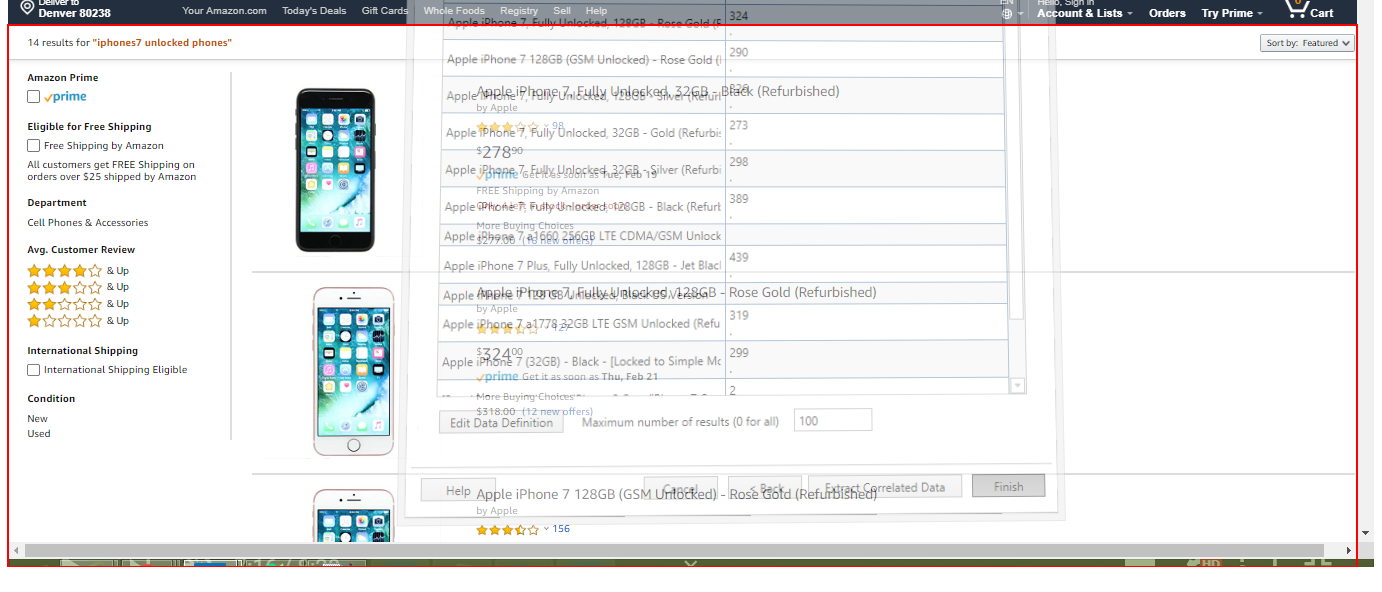 Deliver to
Denver 80238
Your Amazon.com
Today's Deals
Gift Cards
Whole Foods
Registry
Sell
Help
EN
Hello, Sign in
Account & Lists
Orders
Try Prime
0
Cart
14 results for "iphones7 unlocked phones"
Sort by: Featured
Amazon Prime
prime
Eligible for Free Shipping
Free Shipping by Amazon
All customers get FREE Shipping on
orders over $25 shipped by Amazon
Department
Cell Phones & Accessories
Avg. Customer Review
& Up
& Up
& Up
& Up
International Shipping
International Shipping Eligible
Condition
New
Used
Apple iPhone 7, Fully Unlocked, 128GB - Rose Gold (F
324
Apple iPhone 7 128GB (GSM Unlocked) - Rose Gold (
290
Apple iPhone 7, Fully Unlocked, 128GB - Silver (Refurl
Apple iPhone 7, Fully Unlocked, 32GB - Gold (Refurbis
273
Apple iPhone 7, Fully Unlocked, 32GB - Silver (Refurbi
298
Apple iPhone 7, Fully Unlocked, 128GB - Black (Refurb
389
Apple iPhone 7 a1660 256GB LTE CDMA/GSM Unlock
Apple iPhone 7 Plus, Fully Unlocked, 128GB - Jet Blac
439
Apple iPhone 7 128 GB Unlocked, Black US Version
Apple iPhone 7 a1778 32GB LTE GSM Unlocked (Refu
319
Apple iPhone 7 (32GB) - Black - [Locked to Simple Mo
299
2
Edit Data Definition
Maximum number of results (0 for all)
100
Help
Cancel
< Back
Extract Correlated Data
Finish
Apple iPhone 7, Fully Unlocked, 32GB - Black (Refurbished)
by Apple
98
$278 90
prime Get it as soon as Tue, Feb 19
FREE Shipping by Amazon
More Buying Choices
$277.00 (16 new offers)
Apple iPhone 7, Fully Unlocked, 128GB - Rose Gold (Refurbished)
by Apple
127
$324 00
prime Get it as soon as Thu, Feb 21
More Buying Choices
$318.00 (12 new offers)
Apple iPhone 7 128GB (GSM Unlocked) - Rose Gold (Refurbished)
by Apple
156
HD